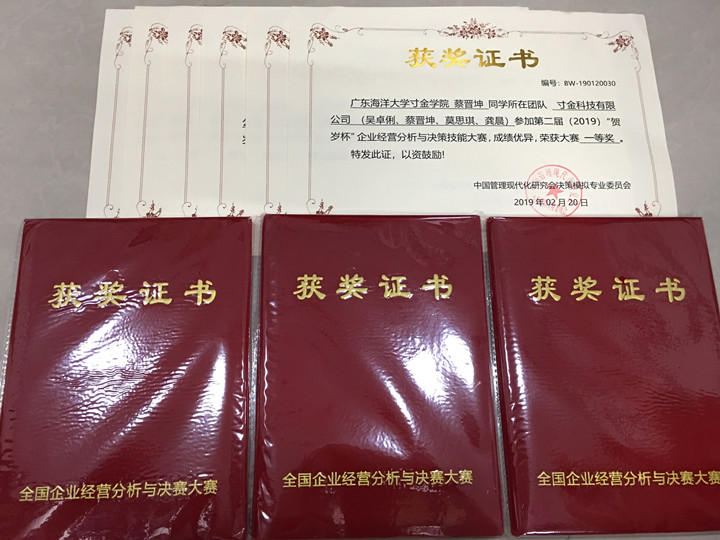 获奖证书
编号：BW-190120030
广东海洋大学寸金学院 蔡晋坤 同学所在团队 寸金科技有限
公司 （吴卓俐、蔡晋坤、莫思琪、龚晨）参加第二届（2019）“贺
岁杯”企业经营分析与决策技能大赛，成绩优异，荣获大赛 一等奖 。
特发此证，以资鼓励!
中国管理现代化研究会决策模拟专业委员会
2019 年 02 月 20 日
获奖证书
全国企业经营分析与决赛大赛
获奖证书
全国企业经营分析与决赛大赛
获奖证书
全国企业经营分析与决赛大赛